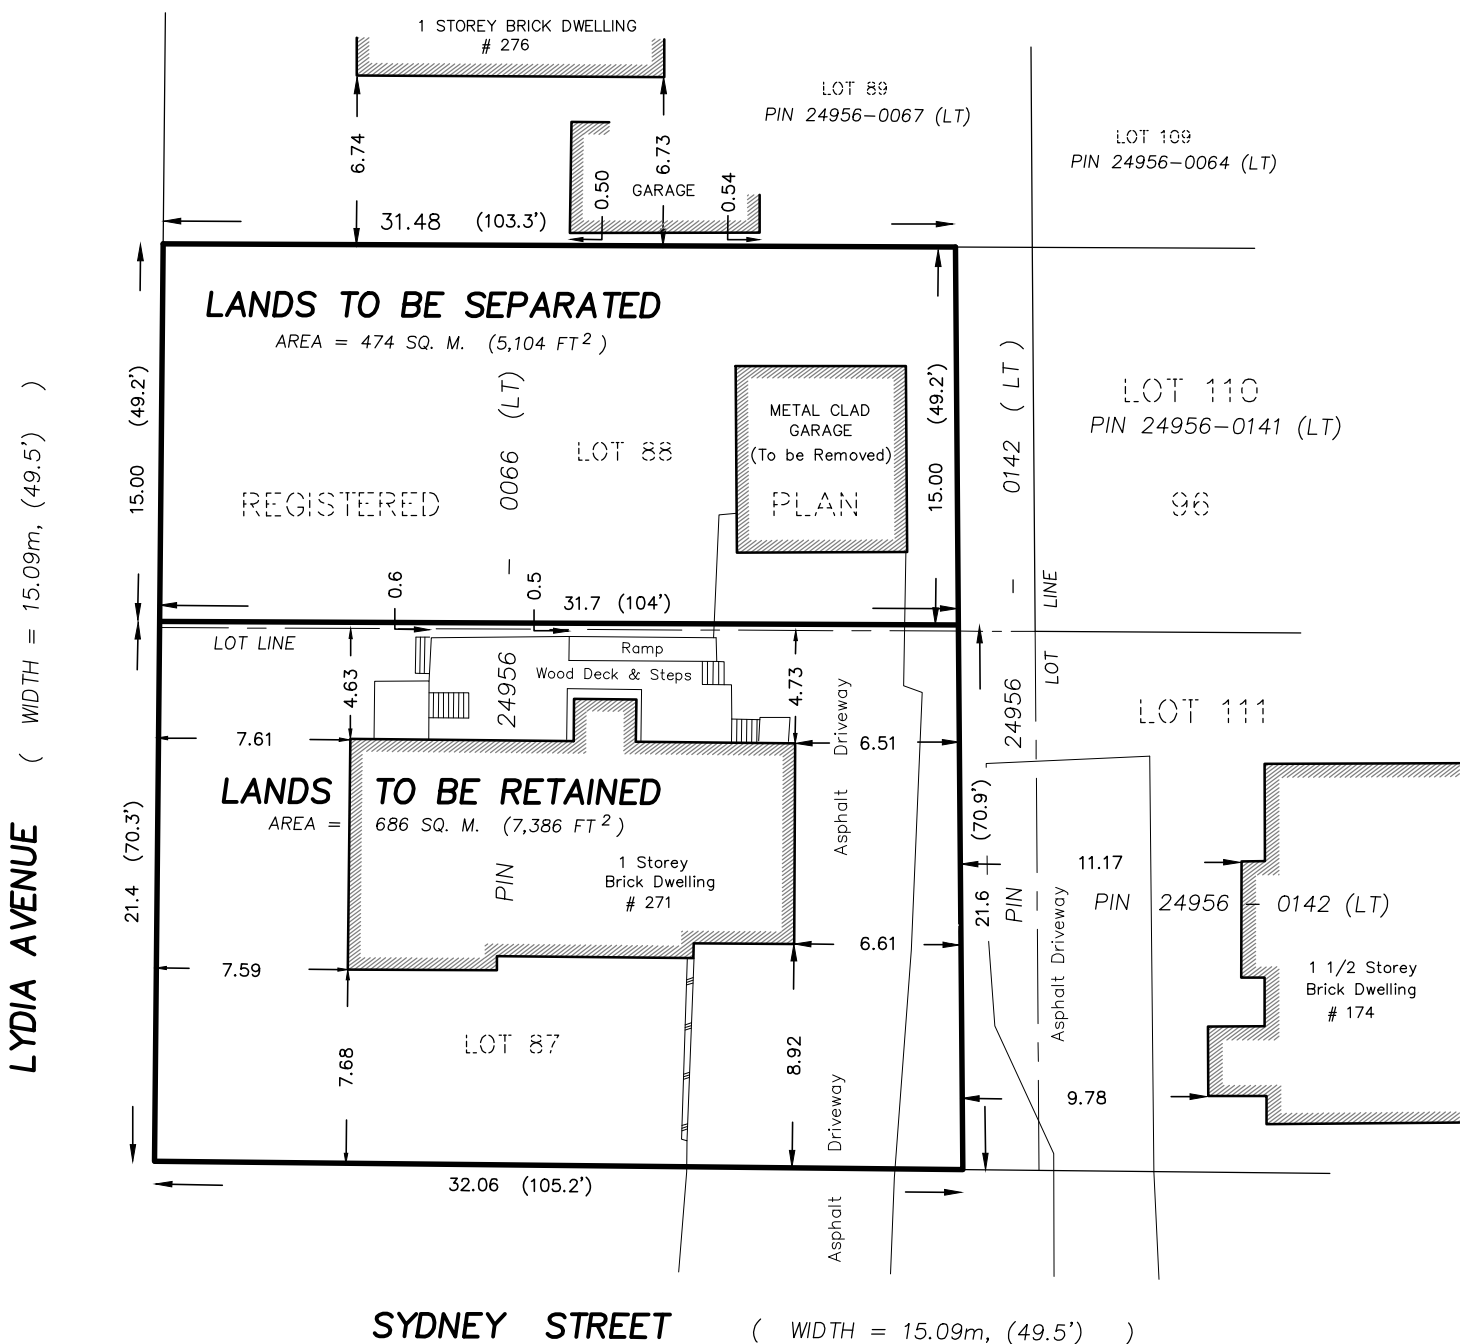 1 STOREY BRICK DWELLING
# 276
LOT 89
PIN 24956-0067 (LT)
LOT 109
PIN 24956-0064 (LT)
6.74
6.73
0.50
GARAGE
0.54
31.48 (103.3')
LANDS TO BE SEPARATED
AREA = 474 SQ. M. (5,104 FT²)
15.00 (49.2')
15.00 (49.2')
METAL CLAD
GARAGE
(To be Removed)
LOT 88
REGISTERED PLAN 96
LOT 110
PIN 24956-0141 (LT)
PIN 24956 - 0066 (LT)
PIN 24956 - 0142 (LT)
0.6
0.5
31.7 (104')
LOT LINE
LOT LINE
Ramp
Wood Deck & Steps
4.63
4.73
7.61
6.51
Asphalt Driveway
LOT 111
LANDS TO BE RETAINED
AREA = 686 SQ. M. (7,386 FT²)
1 Storey
Brick Dwelling
# 271
21.4 (70.3')
21.6 (70.9')
11.17
PIN 24956 - 0142 (LT)
7.59
6.61
Asphalt Driveway
1 1/2 Storey
Brick Dwelling
# 174
LOT 87
7.68
8.92
9.78
Asphalt Driveway
32.06 (105.2')
LYDIA AVENUE ( WIDTH = 15.09m, (49.5') )
SYDNEY STREET ( WIDTH = 15.09m, (49.5') )